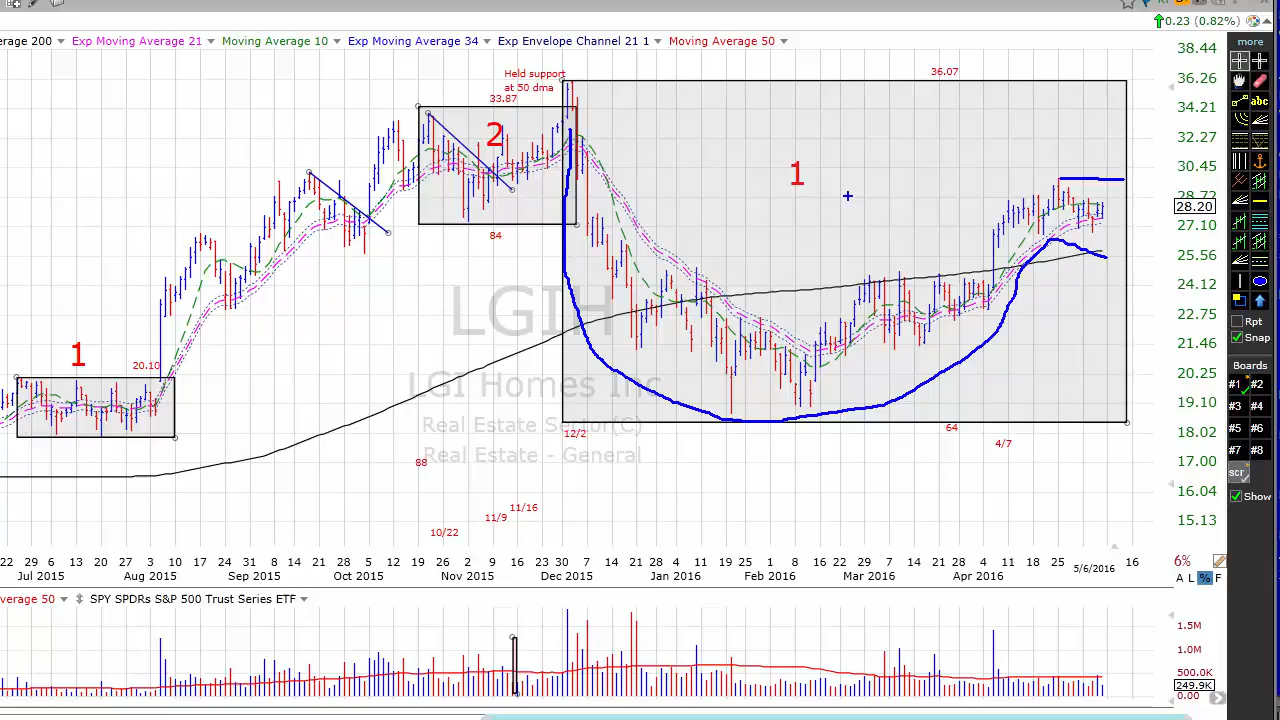 0.23 (0.82%)
erage 200 Exp Moving Average 21 Moving Average 10 Exp Moving Average 34 Exp Envelope Channel 21 1 Moving Average 50
more
38.44
36.26
34.21
32.27
30.45
28.72
28.20
27.10
25.56
24.12
22.75
21.46
20.25
19.10
18.02
17.00
16.04
15.13
Held support
at 50 dma
33.87
36.07
2
1
84
1
20.10
LGIH
LGI Homes Inc
Real Estate Sector(C)
Real Estate - General
12/2
64
4/7
88
11/16
11/9
10/22
abc
Rpt
Snap
Boards
#1 #2
#3 #4
#5 #6
#7 #8
scr
Show
22 29 6 13 20 27 3 10 17 24 31 8 14 21 28 5 12 19 26 2 9 16 23 30 7 14 21 28 4 11 19 25 1 8 16 22 29 7 14 21 28 4 11 18 25 16
Jul 2015 Aug 2015 Sep 2015 Oct 2015 Nov 2015 Dec 2015 Jan 2016 Feb 2016 Mar 2016 Apr 2016 5/6/2016
6%
A L % F
verage 50 SPY SPDRs S&P 500 Trust Series ETF
1.5M
1.0M
500.0K
249.9K
0.00